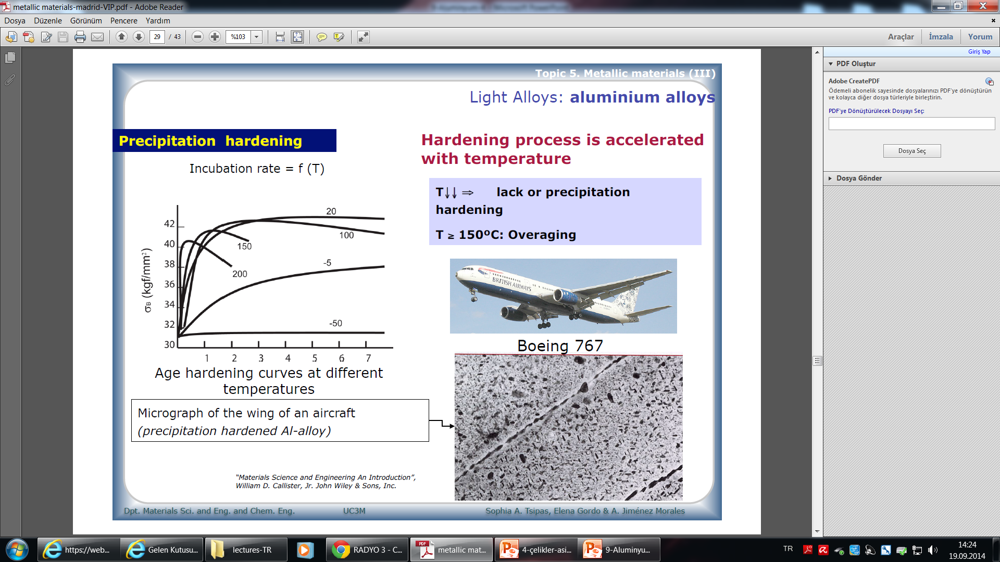 metallic materials-madrid-VIP.pdf - Adobe Reader
Dosya Düzenle Görünüm Pencere Yardım
29 / 43 %103
Araçlar İmzala Yorum
Giriş Yap
PDF Oluştur
Adobe CreatePDF
Ödemeli abonelik sayesinde dosyalarınızı PDF'ye dönüştürün
ve kolayca diğer dosya türleriyle birleştirin.
PDF'ye Dönüştürülecek Dosyayı Seç:
Dosya Seç
Dosya Gönder
Topic 5. Metallic materials (III)
Light Alloys: aluminium alloys
Precipitation hardening
Incubation rate = f (T)
Hardening process is accelerated
with temperature
T↓↓ ⇒ lack or precipitation
hardening
T ≥ 150ºC: Overaging
σB (kgf/mm²)
42
40
38
36
34
32
30
20
100
150
200
-5
-50
1 2 3 4 5 6 7
Age hardening curves at different
temperatures
BRITISH AIRWAYS
Boeing 767
Micrograph of the wing of an aircraft
(precipitation hardened Al-alloy)
"Materials Science and Engineering An Introduction",
William D. Callister, Jr. John Wiley & Sons, Inc.
Dpt. Materials Sci. and Eng. and Chem. Eng. UC3M Sophia A. Tsipas, Elena Gordo & A. Jiménez Morales
https://web... Gelen Kutusu... lectures-TR RADYO 3 - C... PDF metallic mat... 4-çelikler-asi... 9-Aluminyu... TR 14:24
19.09.2014